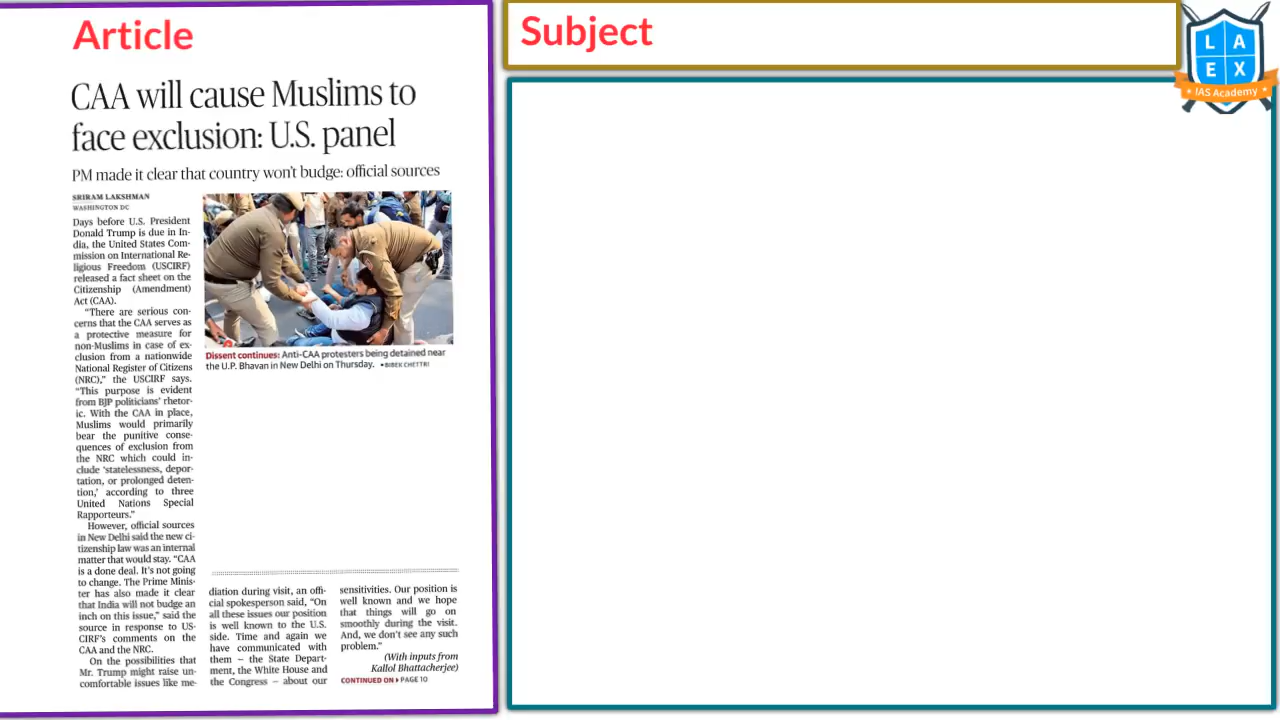 Article
CAA will cause Muslims to
face exclusion: U.S. panel
PM made it clear that country won't budge: official sources
SRIRAM LAKSHMAN
WASHINGTON DC
Days before U.S. President
Donald Trump is due in In-
dia, the United States Com-
mission on International Re-
ligious Freedom (USCIRF)
released a fact sheet on the
Citizenship (Amendment)
Act (CAA).
“There are serious con-
cerns that the CAA serves as
a protective measure for
non-Muslims in case of ex-
clusion from a nationwide
National Register of Citizens
(NRC),” the USCIRF says.
“This purpose is evident
from BJP politicians’ rhetor-
ic. With the CAA in place,
Muslims would primarily
bear the punitive conse-
quences of exclusion from
the NRC which could in-
clude ‘statelessness, depor-
tation, or prolonged deten-
tion,’ according to three
United Nations Special
Rapporteurs.”
However, official sources
in New Delhi said the new ci-
tizenship law was an internal
matter that would stay. “CAA
is a done deal. It’s not going
to change. The Prime Minis-
ter has also made it clear
that India will not budge an
inch on this issue,” said the
source in response to US-
CIRF’s comments on the
CAA and the NRC.
On the possibilities that
Mr. Trump might raise un-
comfortable issues like me-
Dissent continues: Anti-CAA protesters being detained near
the U.P. Bhavan in New Delhi on Thursday. • BIBEK CHETTRI
diation during visit, an offi-
cial spokesperson said, “On
all these issues our position
is well known to the U.S.
side. Time and again we
have communicated with
them – the State Depart-
ment, the White House and
the Congress – about our
sensitivities. Our position is
well known and we hope
that things will go on
smoothly during the visit.
And, we don’t see any such
problem.”
(With inputs from
Kallol Bhattacherjee)
CONTINUED ON ▸ PAGE 10
Subject
L A
E X
IAS Academy